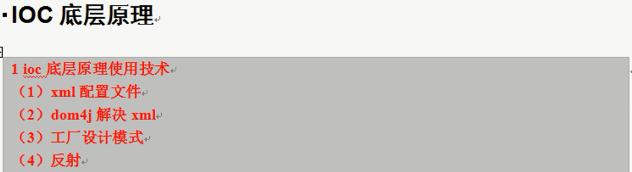 IOC 底层原理
1 ioc 底层原理使用技术
（1）xml 配置文件
（2）dom4j 解决 xml
（3）工厂设计模式
（4）反射